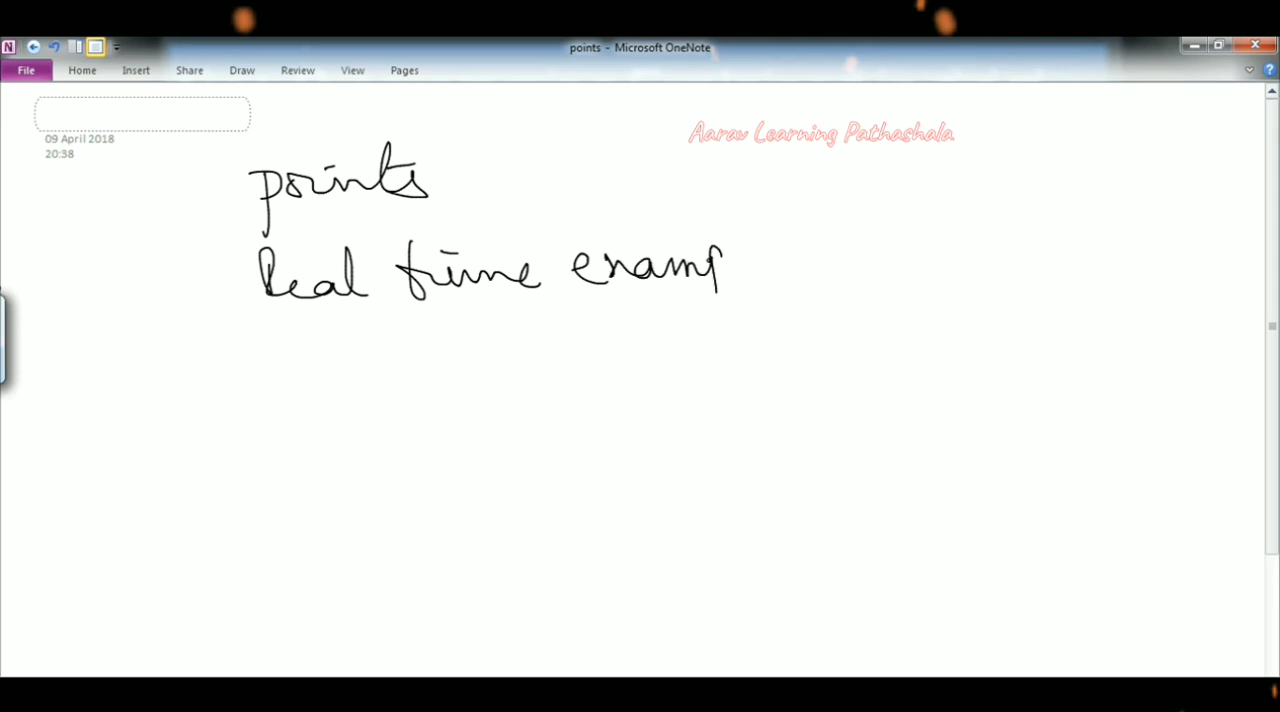 points - Microsoft OneNote
File Home Insert Share Draw Review View Pages
Aarav Learning Pathashala
09 April 2018
20:38
points
Real time examp